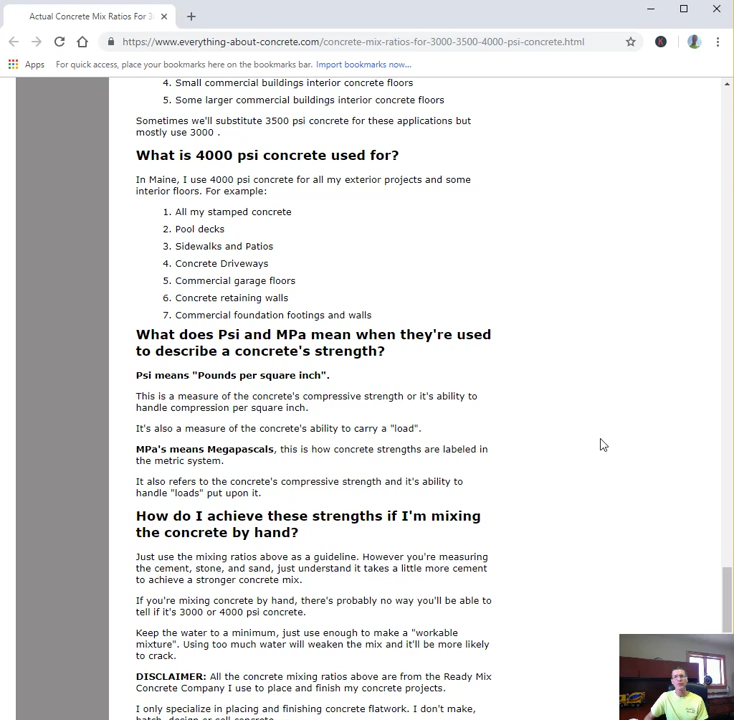 Actual Concrete Mix Ratios For 3
https://www.everything-about-concrete.com/concrete-mix-ratios-for-3000-3500-4000-psi-concrete.html
Apps For quick access, place your bookmarks here on the bookmarks bar. Import bookmarks now...
4. Small commercial buildings interior concrete floors
5. Some larger commercial buildings interior concrete floors
Sometimes we'll substitute 3500 psi concrete for these applications but
mostly use 3000 .
What is 4000 psi concrete used for?
In Maine, I use 4000 psi concrete for all my exterior projects and some
interior floors. For example:
1. All my stamped concrete
2. Pool decks
3. Sidewalks and Patios
4. Concrete Driveways
5. Commercial garage floors
6. Concrete retaining walls
7. Commercial foundation footings and walls
What does Psi and MPa mean when they're used
to describe a concrete's strength?
Psi means "Pounds per square inch".
This is a measure of the concrete's compressive strength or it's ability to
handle compression per square inch.
It's also a measure of the concrete's ability to carry a "load".
MPa's means Megapascals, this is how concrete strengths are labeled in
the metric system.
It also refers to the concrete's compressive strength and it's ability to
handle "loads" put upon it.
How do I achieve these strengths if I'm mixing
the concrete by hand?
Just use the mixing ratios above as a guideline. However you're measuring
the cement, stone, and sand, just understand it takes a little more cement
to achieve a stronger concrete mix.
If you're mixing concrete by hand, there's probably no way you'll be able to
tell if it's 3000 or 4000 psi concrete.
Keep the water to a minimum, just use enough to make a "workable
mixture". Using too much water will weaken the mix and it'll be more likely
to crack.
DISCLAIMER: All the concrete mixing ratios above are from the Ready Mix
Concrete Company I use to place and finish my concrete projects.
I only specialize in placing and finishing concrete flatwork. I don't make,
batch, design or sell concrete.